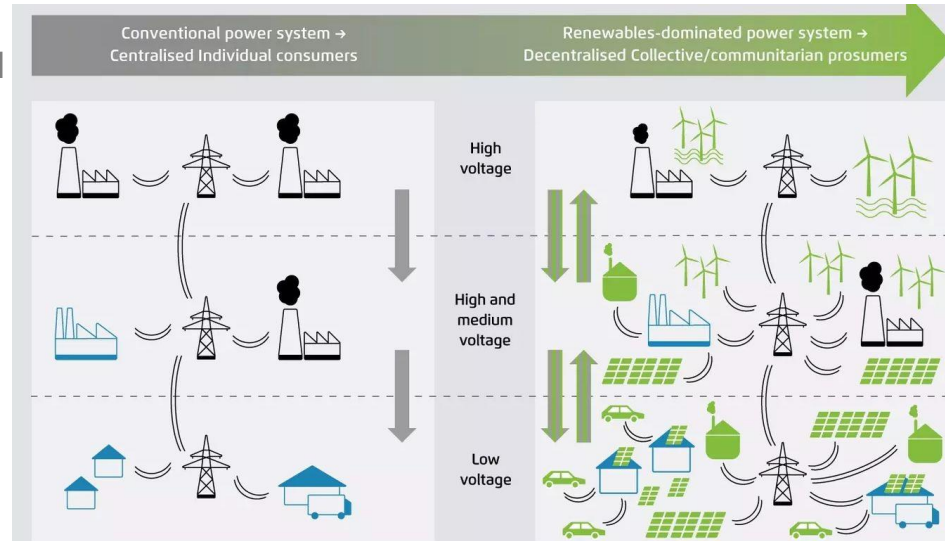 Conventional power system →
Centralised Individual consumers
Renewables-dominated power system →
Decentralised Collective/communitarian prosumers
High
voltage
High and
medium
voltage
Low
voltage